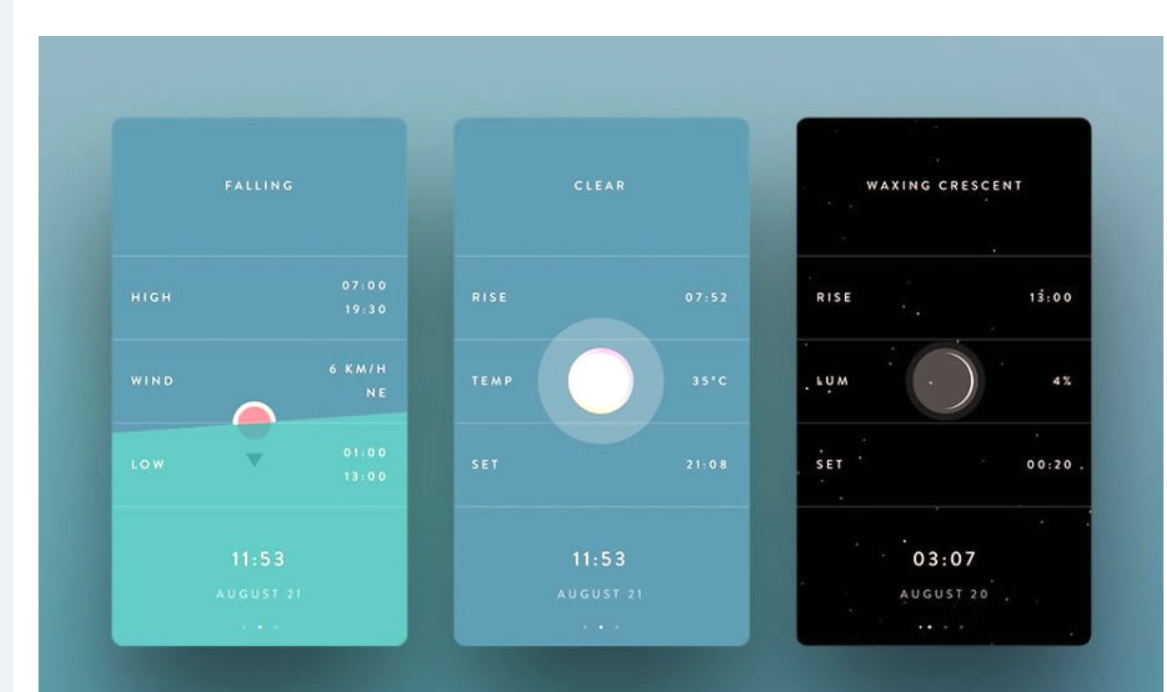 FALLING
HIGH
07:00
19:30
WIND
6 KM/H
NE
LOW
01:00
13:00
11:53
AUGUST 21
CLEAR
RISE
07:52
TEMP
35°C
SET
21:08
11:53
AUGUST 21
WAXING CRESCENT
RISE
13:00
LUM
4%
SET
00:20
03:07
AUGUST 20